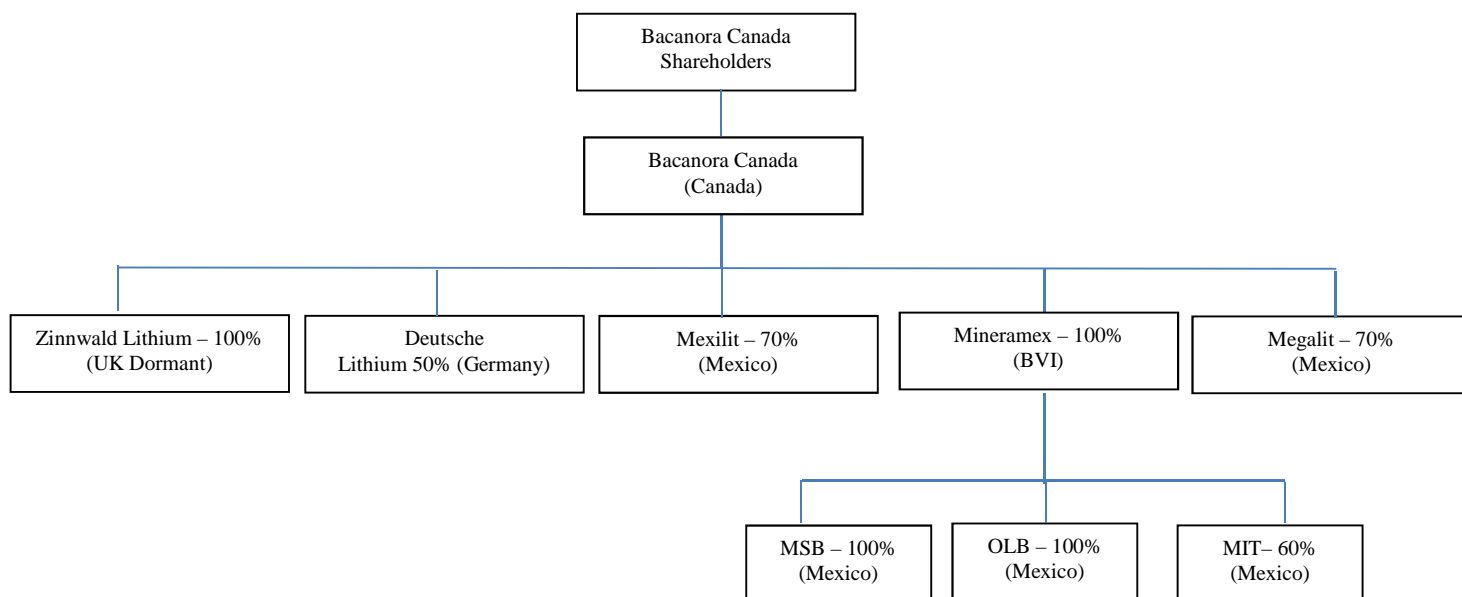 Bacanora Canada
Shareholders
Bacanora Canada
(Canada)
Zinnwald Lithium – 100%
(UK Dormant)
Deutsche
Lithium 50% (Germany)
Mexilit – 70%
(Mexico)
Mineramex – 100%
(BVI)
Megalit – 70%
(Mexico)
MSB – 100%
(Mexico)
OLB – 100%
(Mexico)
MIT– 60%
(Mexico)